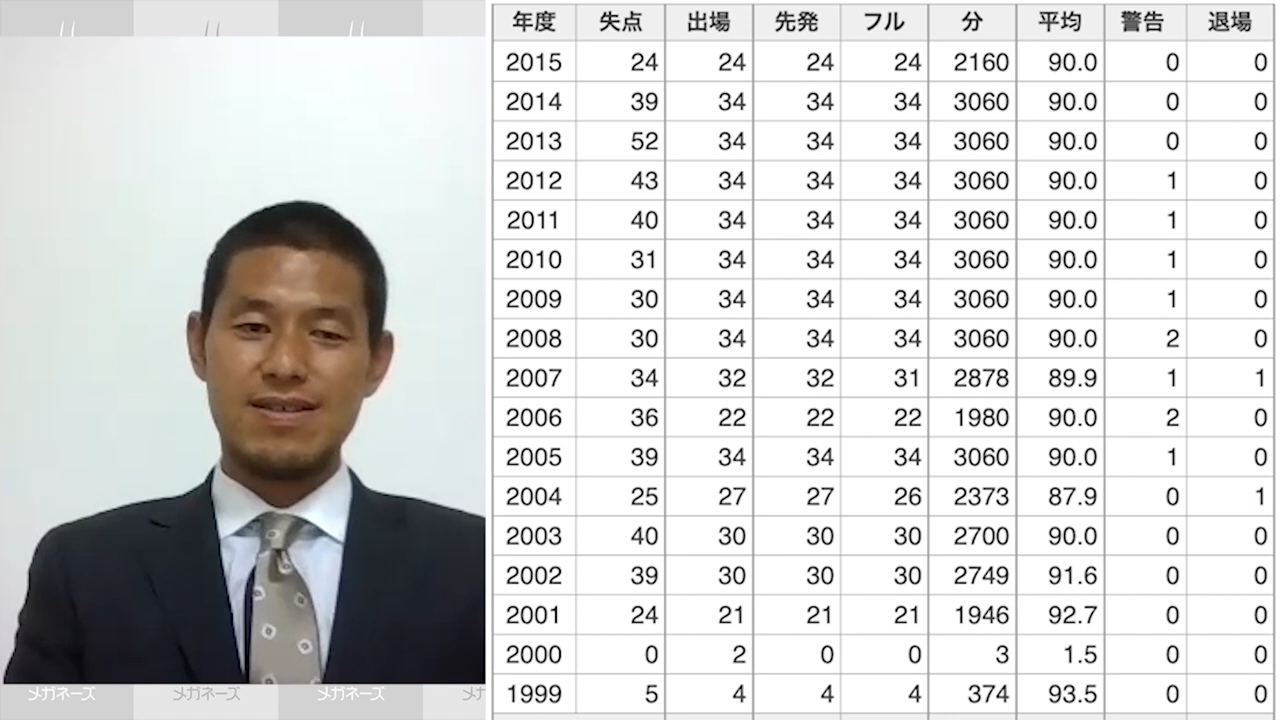 年度 失点 出場 先発 フル 分 平均 警告 退場
2015 24 24 24 24 2160 90.0 0 0
2014 39 34 34 34 3060 90.0 0 0
2013 52 34 34 34 3060 90.0 0 0
2012 43 34 34 34 3060 90.0 1 0
2011 40 34 34 34 3060 90.0 1 0
2010 31 34 34 34 3060 90.0 1 0
2009 30 34 34 34 3060 90.0 1 0
2008 30 34 34 34 3060 90.0 2 0
2007 34 32 32 31 2878 89.9 1 1
2006 36 22 22 22 1980 90.0 2 0
2005 39 34 34 34 3060 90.0 1 0
2004 25 27 27 26 2373 87.9 0 1
2003 40 30 30 30 2700 90.0 0 0
2002 39 30 30 30 2749 91.6 0 0
2001 24 21 21 21 1946 92.7 0 0
2000 0 2 0 0 3 1.5 0 0
1999 5 4 4 4 374 93.5 0 0
メガネーズ メガネーズ メガネーズ メガ